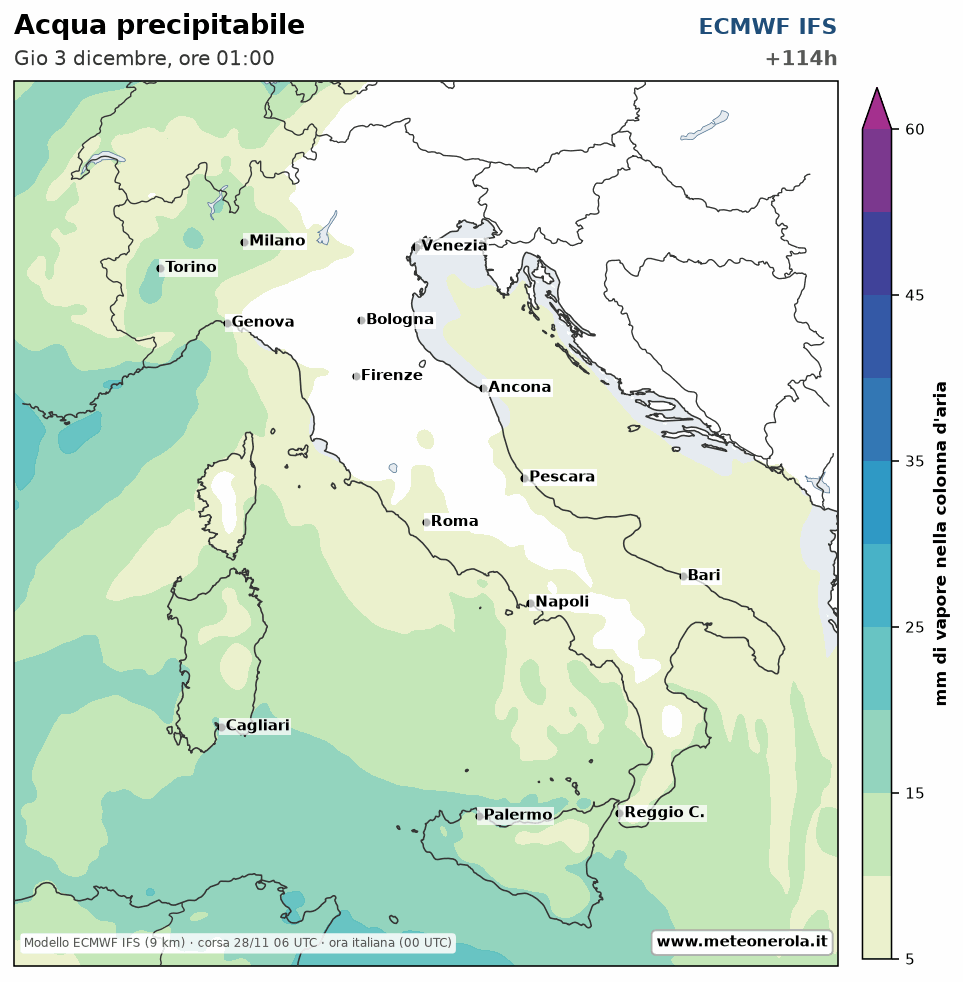 Acqua precipitabile
ECMWF IFS
Gio 3 dicembre, ore 01:00
+114h
Milano
Venezia
Torino
Genova
Bologna
Firenze
Ancona
Pescara
Roma
Bari
Napoli
Cagliari
Palermo
Reggio C.
60
45
35
25
15
5
mm di vapore nella colonna d'aria
Modello ECMWF IFS (9 km) · corsa 28/11 06 UTC · ora italiana (00 UTC)
www.meteonerola.it